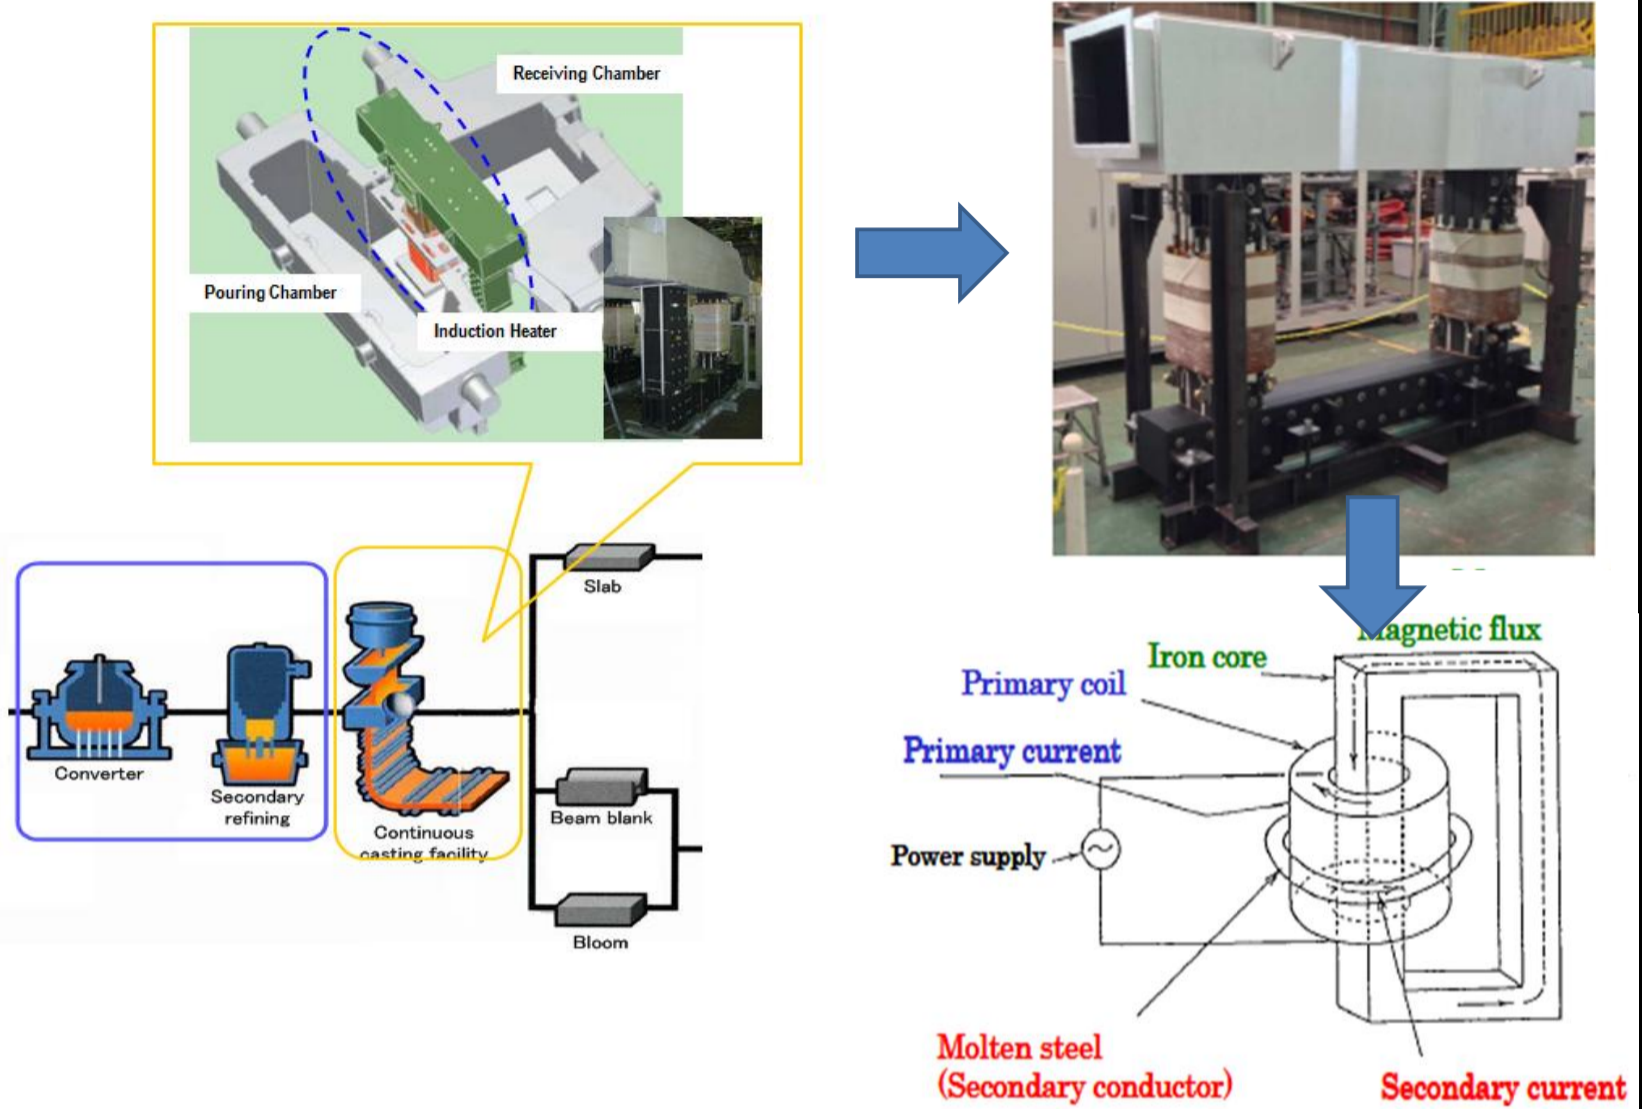 Receiving Chamber
Pouring Chamber
Induction Heater
Slab
Converter
Secondary
refining
Continuous
casting facility
Beam blank
Bloom
Magnetic flux
Iron core
Primary coil
Primary current
Power supply
Molten steel
(Secondary conductor)
Secondary current